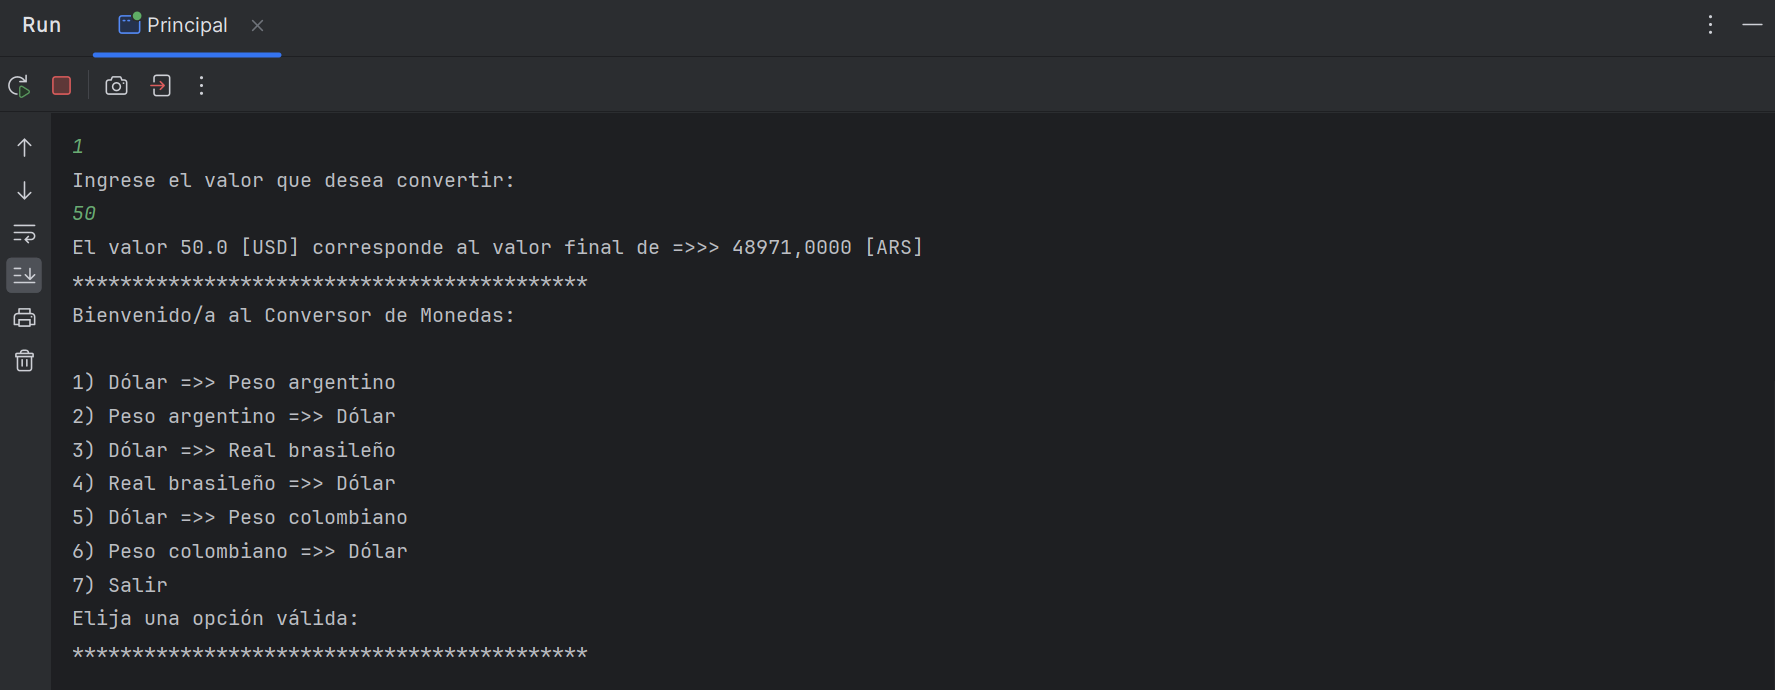 Run Principal
1
Ingrese el valor que desea convertir:
50
El valor 50.0 [USD] corresponde al valor final de =>>> 48971,0000 [ARS]
*******************************************
Bienvenido/a al Conversor de Monedas:
1) Dólar =>> Peso argentino
2) Peso argentino =>> Dólar
3) Dólar =>> Real brasileño
4) Real brasileño =>> Dólar
5) Dólar =>> Peso colombiano
6) Peso colombiano =>> Dólar
7) Salir
Elija una opción válida:
*******************************************